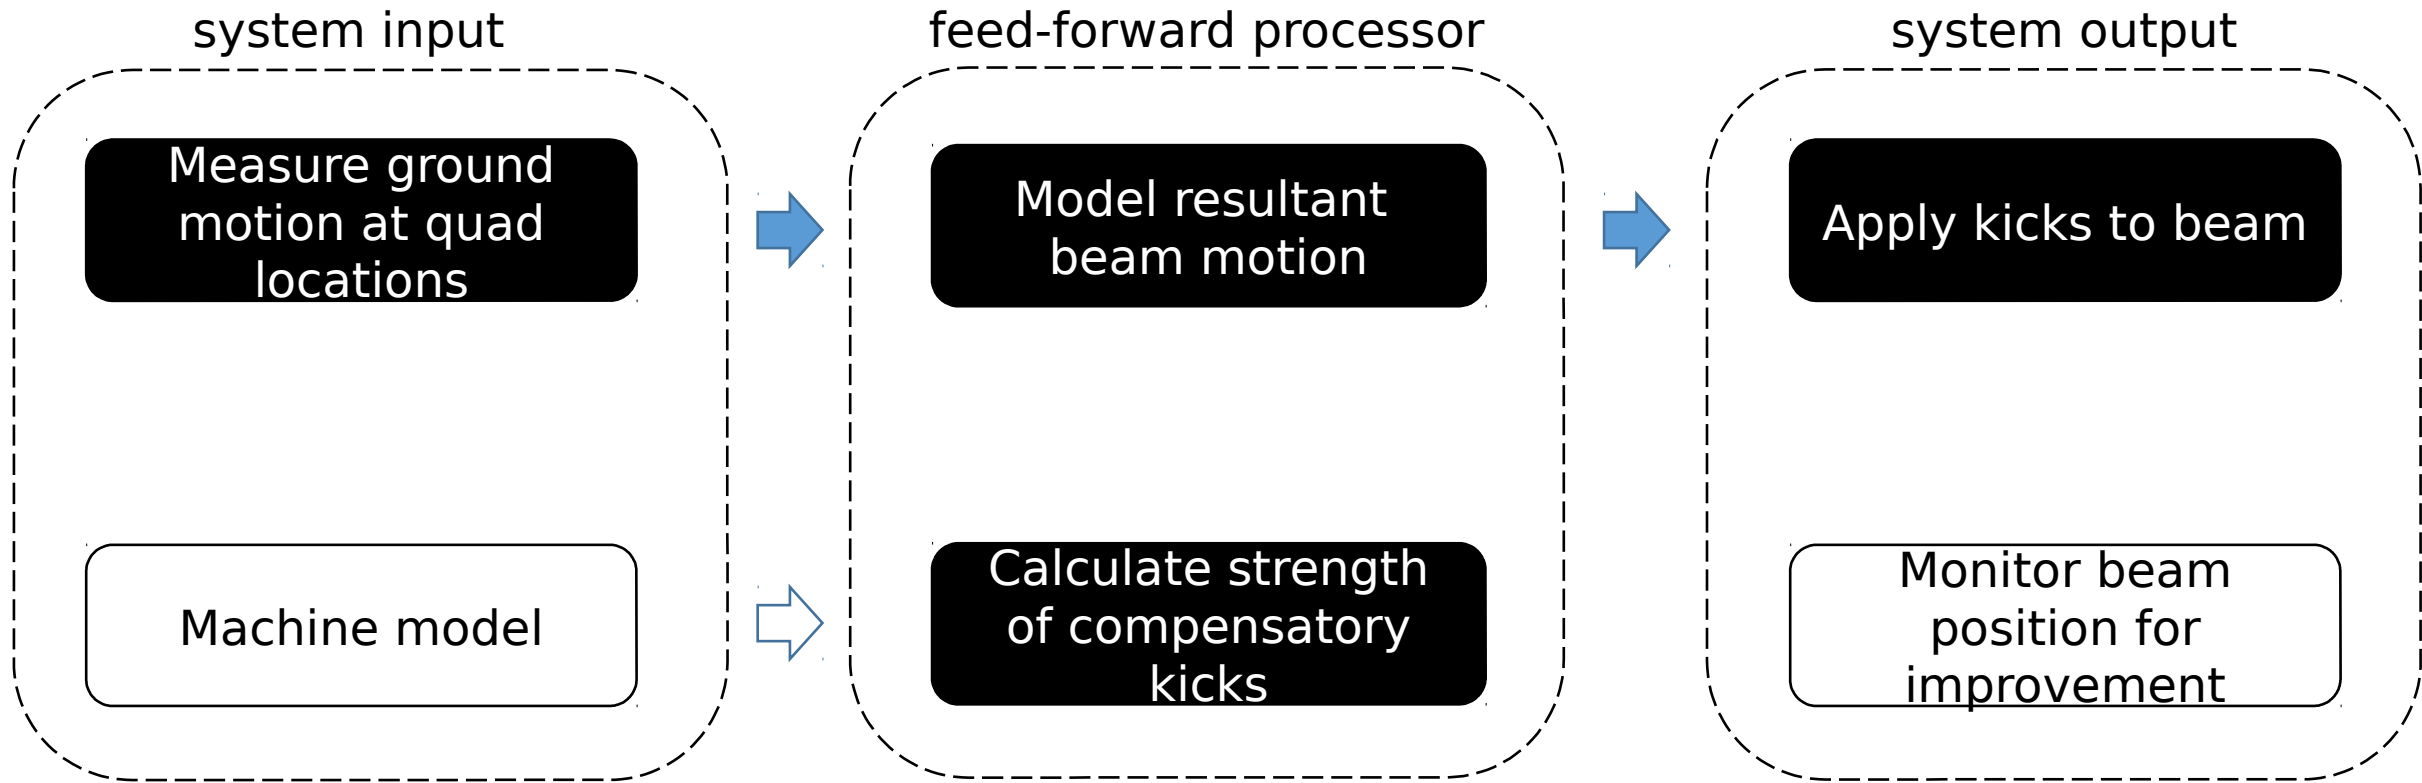 system input
Measure ground
motion at quad
locations
Machine model
feed-forward processor
Model resultant
beam motion
Calculate strength
of compensatory
kicks
system output
Apply kicks to beam
Monitor beam
position for
improvement